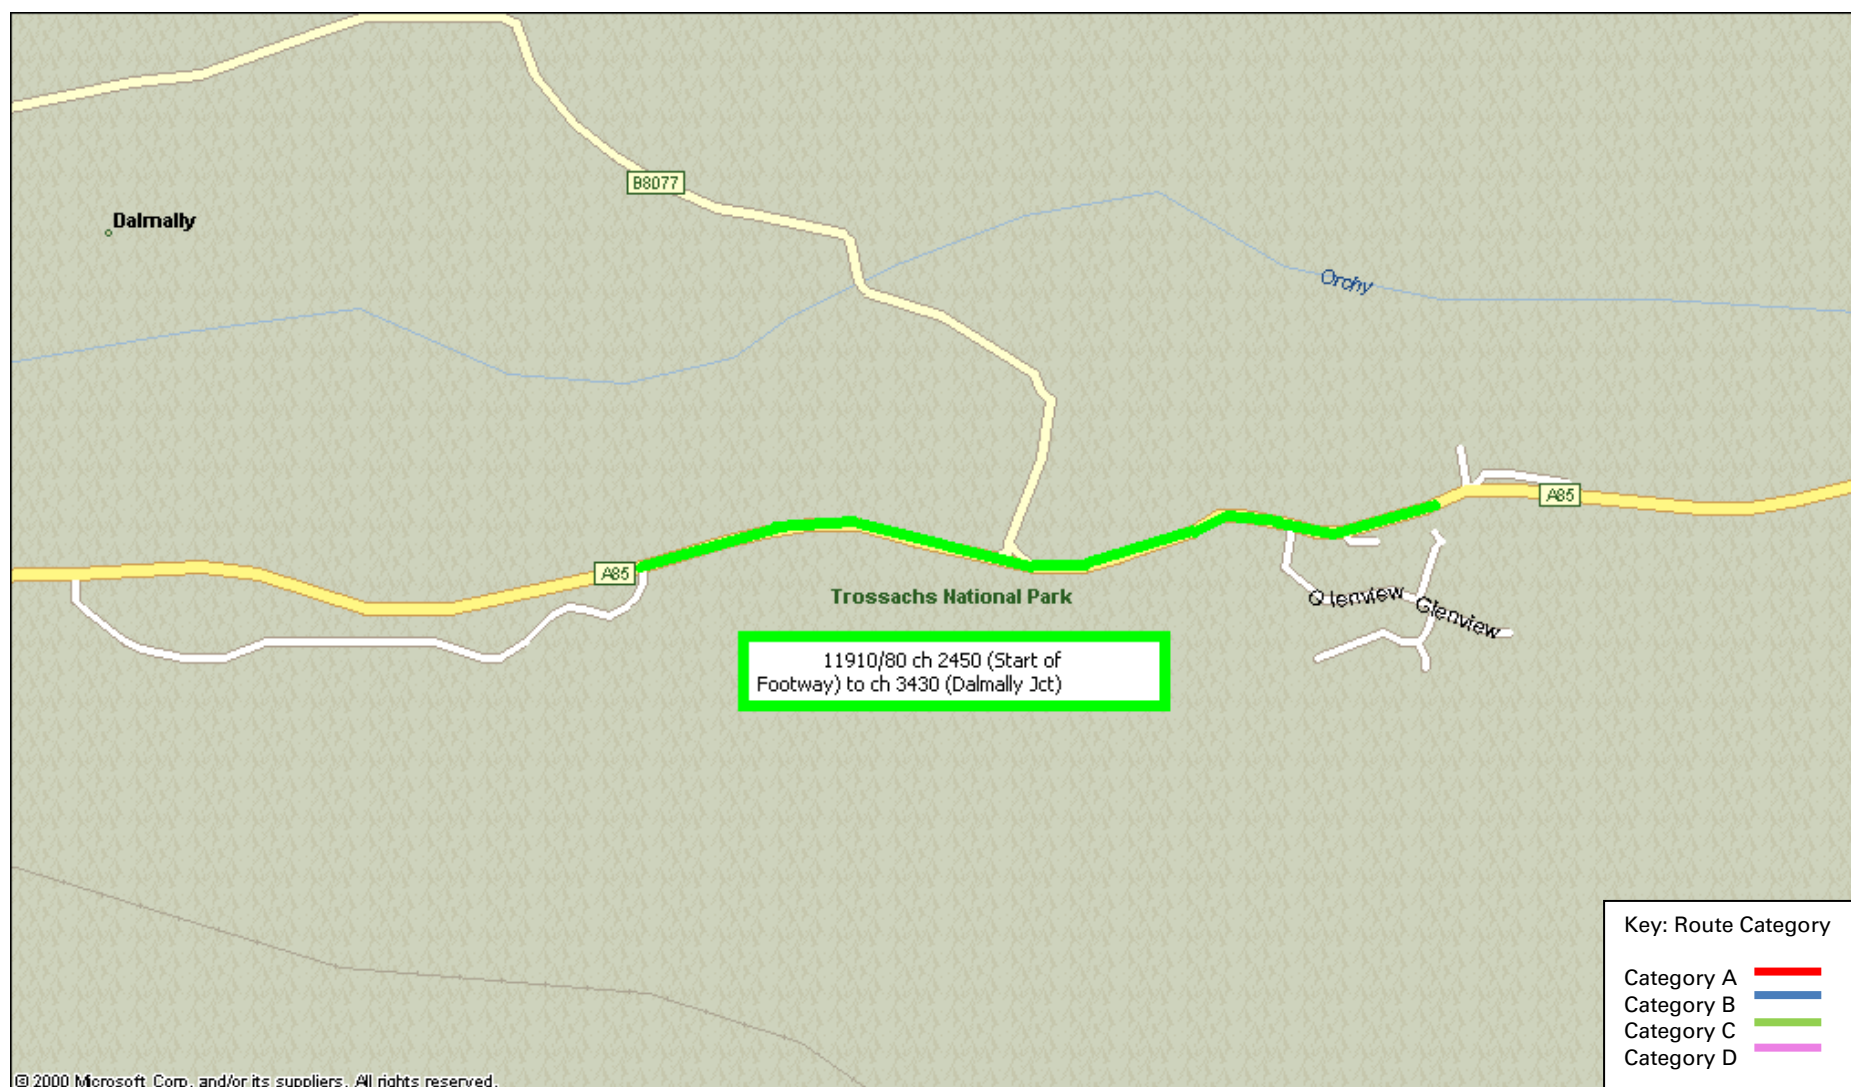 B8077
Dalmally
Orchy
A85
A85
Trossachs National Park
Glenview
11910/80 ch 2450 (Start of
Footway) to ch 3430 (Dalmally Jct)
Key: Route Category
Category A
Category B
Category C
Category D
© 2000 Microsoft Corp. and/or its suppliers. All rights reserved.